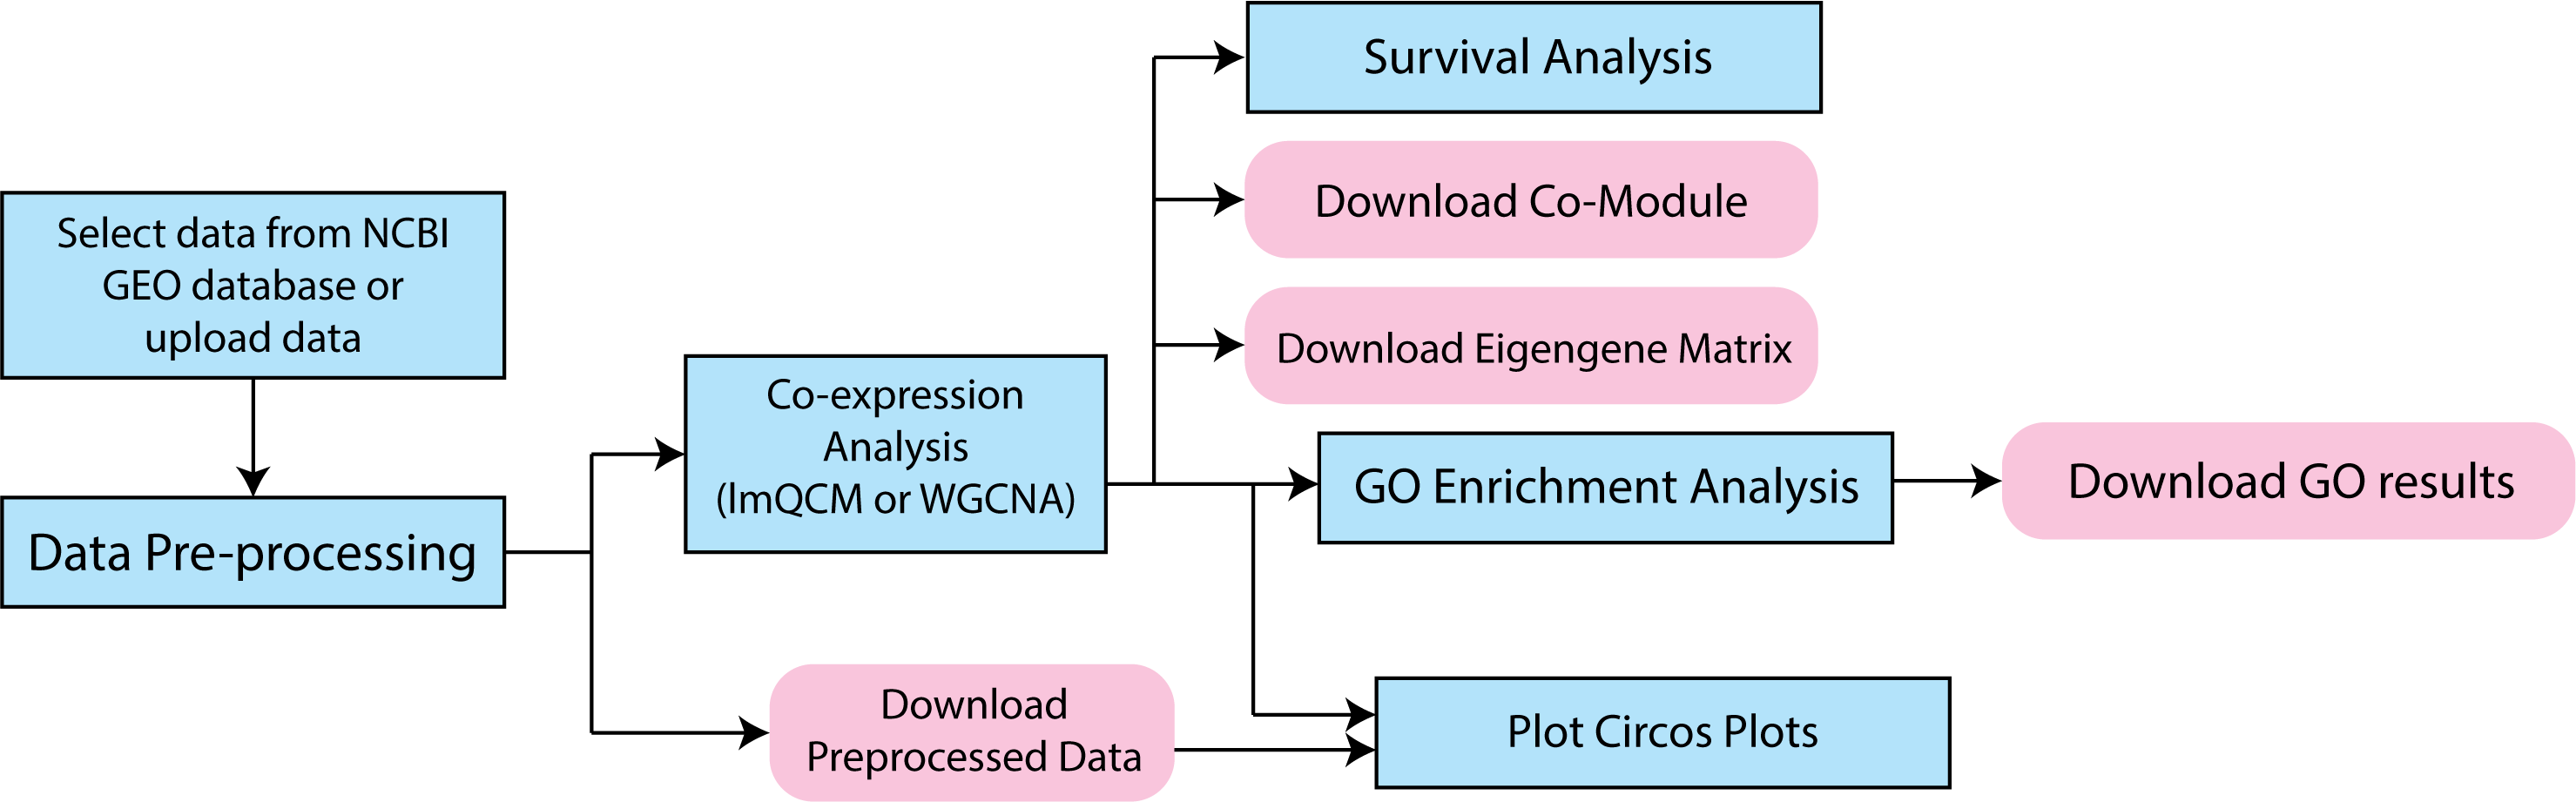 Select data from NCBI
GEO database or
upload data
Data Pre-processing
Co-expression
Analysis
(lmQCM or WGCNA)
Download
Preprocessed Data
Survival Analysis
Download Co-Module
Download Eigengene Matrix
GO Enrichment Analysis
Download GO results
Plot Circos Plots